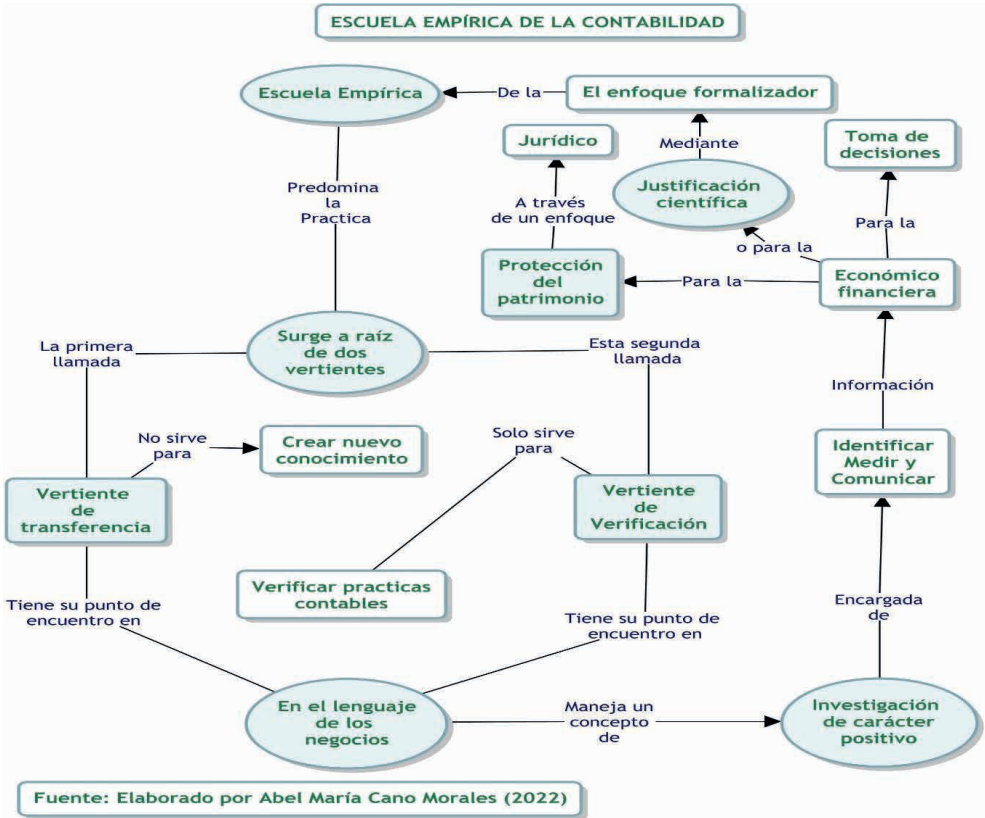 ESCUELA EMPÍRICA DE LA CONTABILIDAD
Escuela Empírica
De la
El enfoque formalizador
Jurídico
Mediante
Toma de
decisiones
Predomina
la
Practica
A través
de un enfoque
Justificación
científica
Para la
o para la
Protección
del
patrimonio
Para la
Económico
financiera
La primera
llamada
Surge a raíz
de dos
vertientes
Esta segunda
llamada
Información
No sirve
para
Crear nuevo
conocimiento
Solo sirve
para
Identificar
Medir y
Comunicar
Vertiente
de
transferencia
Vertiente
de
Verificación
Verificar practicas
contables
Tiene su punto de
encuentro en
Tiene su punto de
encuentro en
Encargada
de
En el lenguaje
de los
negocios
Maneja un
concepto
de
Investigación
de carácter
positivo
Fuente: Elaborado por Abel María Cano Morales (2022)